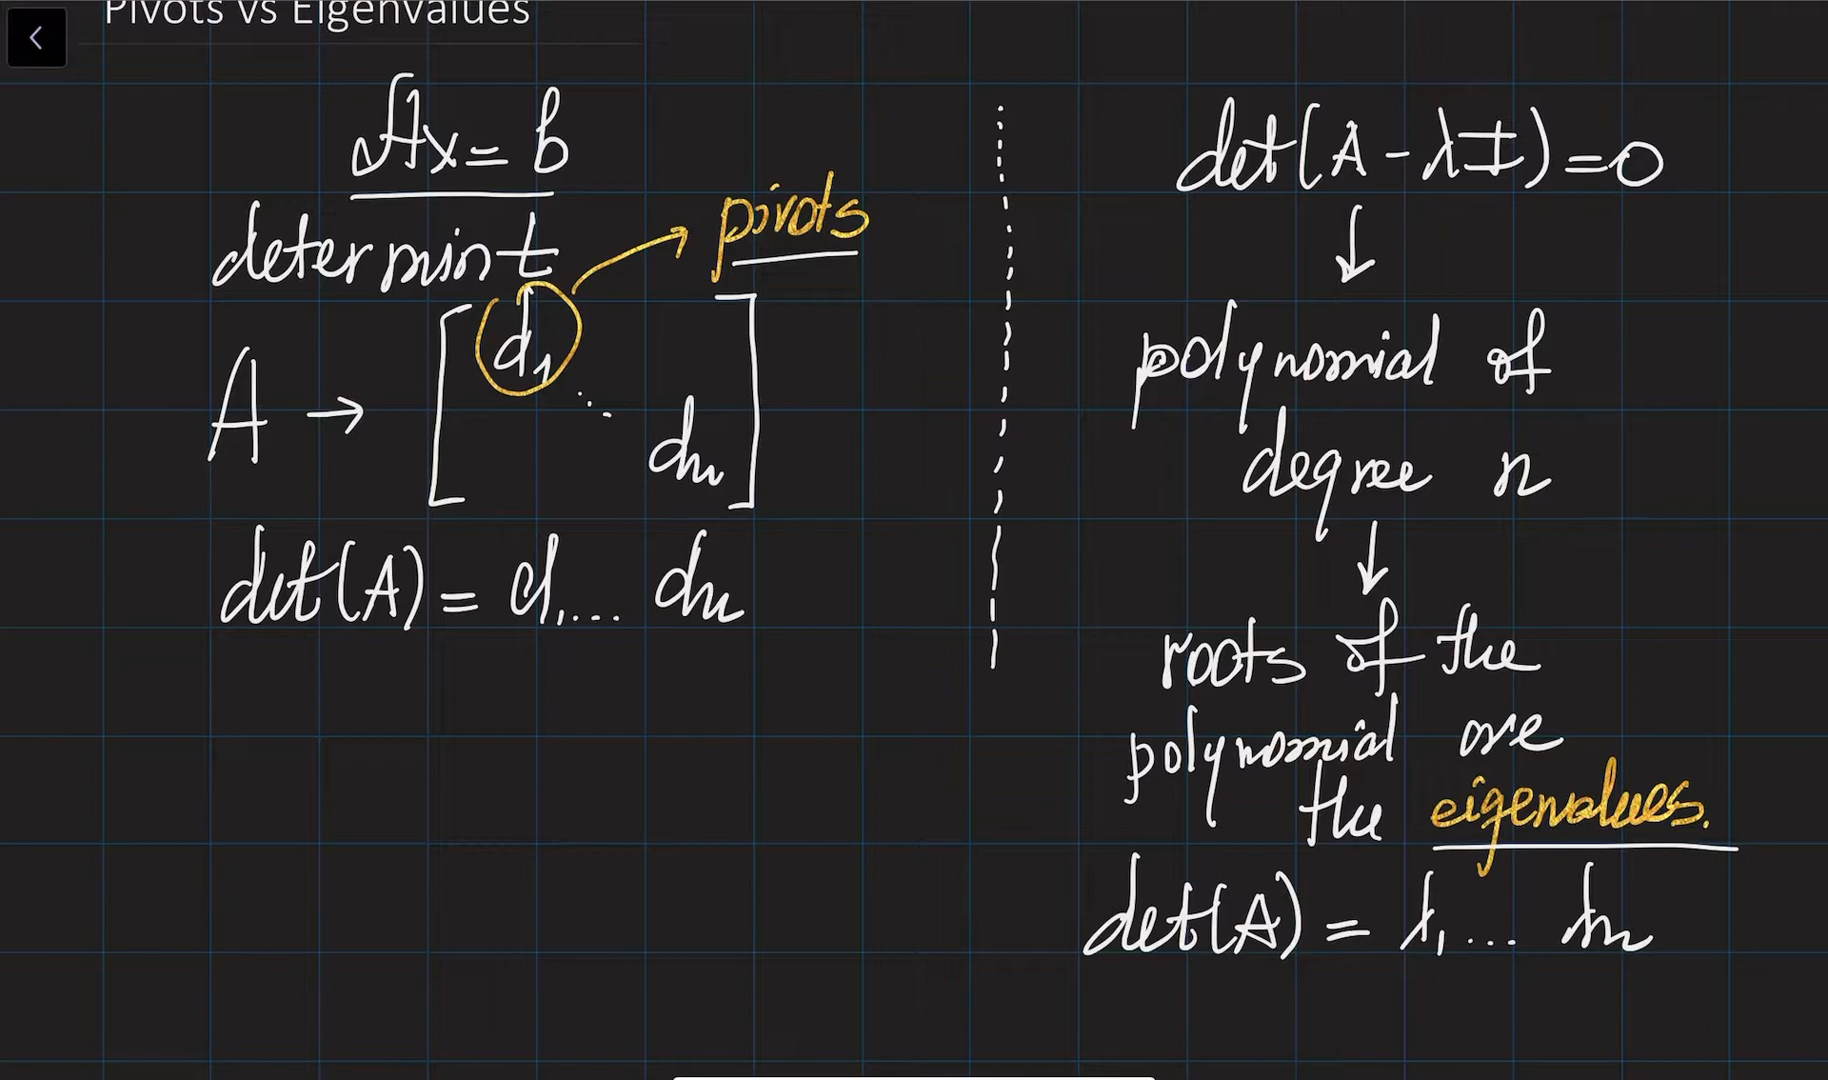 Pivots vs Eigenvalues
Ax = b
determint
pivots
A → [d₁ ⋱ dn]
det(A) = d₁... dn
det(A - λI) = 0
↓
polynomial of
degree n
↓
roots of the
polynomial are
the eigenvalues.
det(A) = λ₁... λn